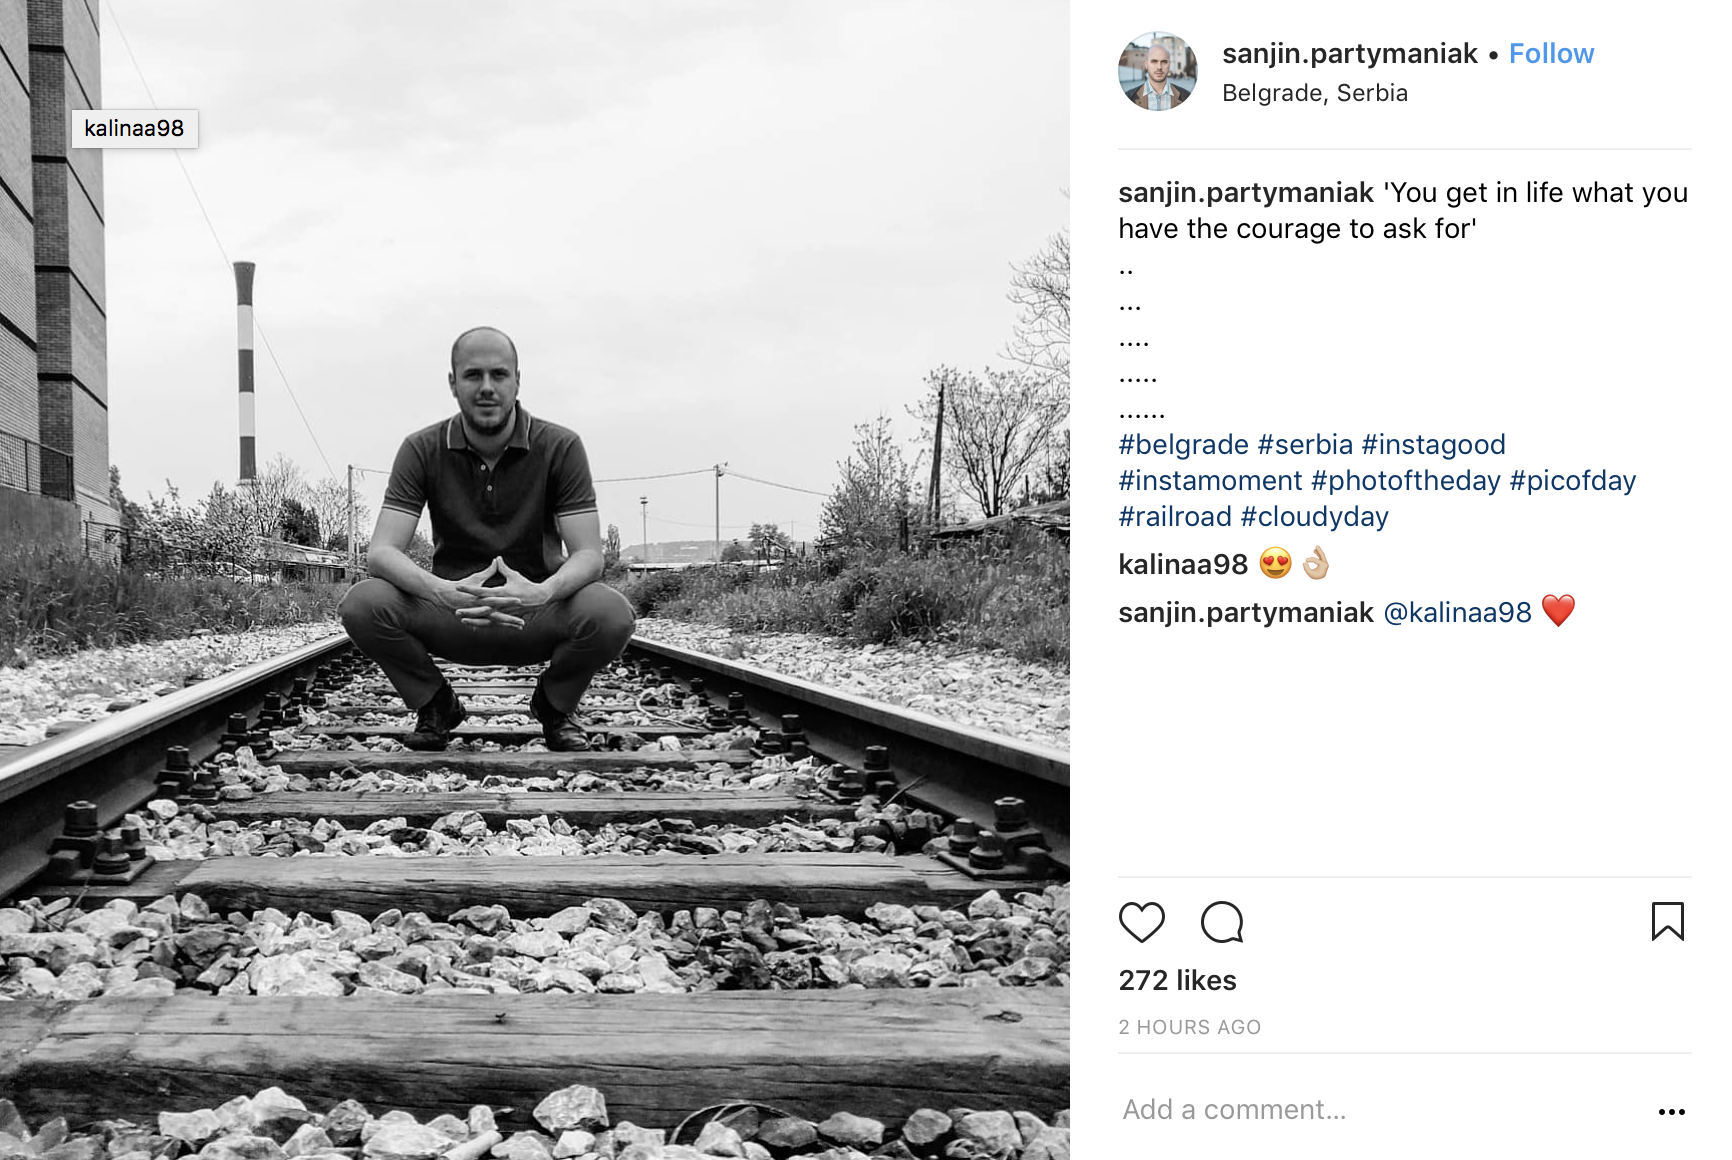 kalinaa98
sanjin.partymaniak • Follow
Belgrade, Serbia
sanjin.partymaniak 'You get in life what you
have the courage to ask for'
..
...
....
.....
......
#belgrade #serbia #instagood
#instamoment #photoftheday #picofday
#railroad #cloudyday
kalinaa98 😍👌🏼
sanjin.partymaniak @kalinaa98 ❤️
272 likes
2 HOURS AGO
Add a comment...